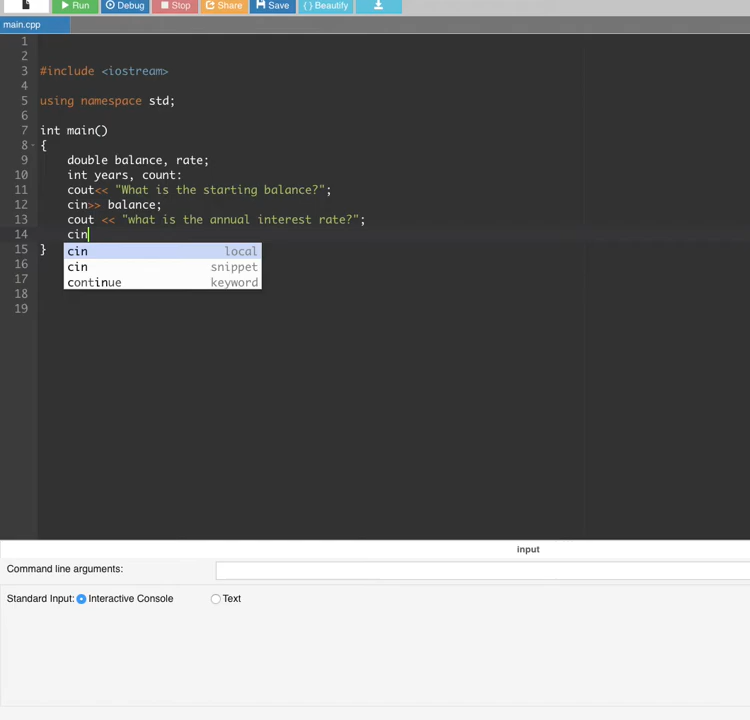 Run Debug Stop Share Save { } Beautify
main.cpp
1
2
3 #include <iostream>
4
5 using namespace std;
6
7 int main()
8 {
9 double balance, rate;
10 int years, count:
11 cout<< "What is the starting balance?";
12 cin>> balance;
13 cout << "what is the annual interest rate?";
14 cin
15 }
cin local
16
cin snippet
17
continue keyword
18
19
input
Command line arguments:
Standard Input: Interactive Console Text